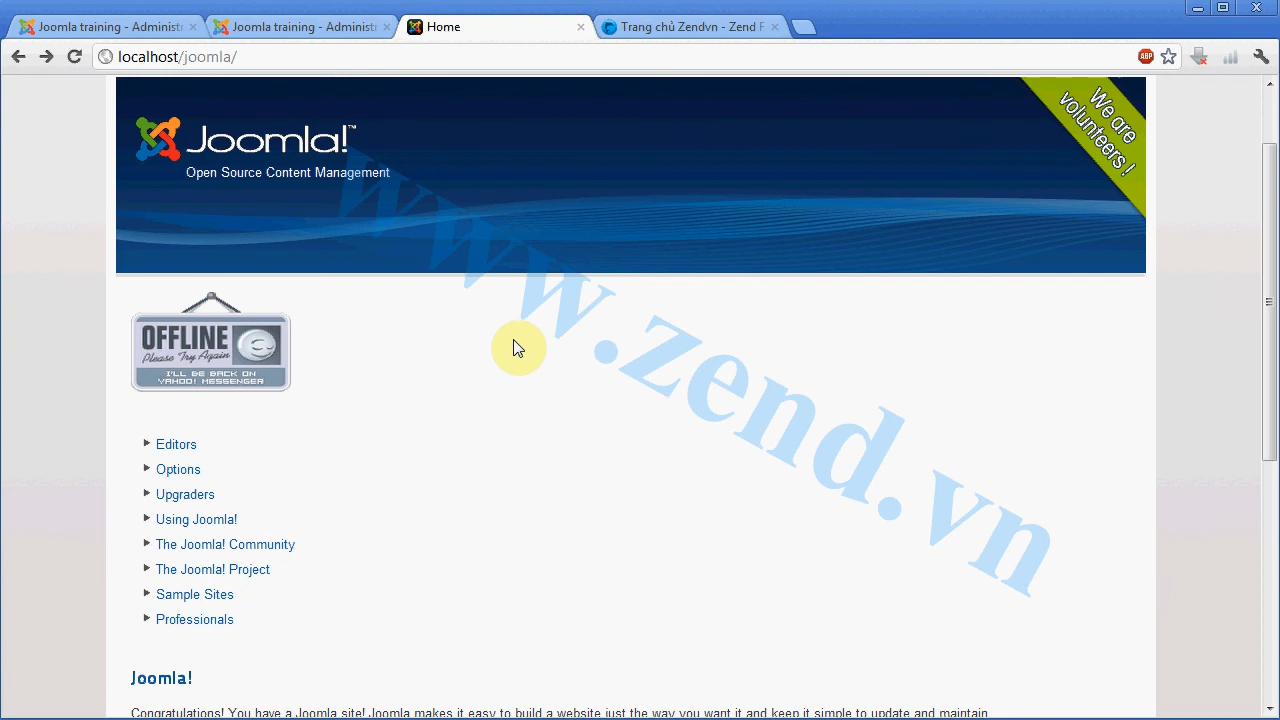 Joomla training - Administr
Joomla training - Administr
Home
Trang chủ Zendvn - Zend F
localhost/joomla/
ABP
Joomla!™
Open Source Content Management
We are
volunteers !
www.zend.vn
OFFLINE
Please Try Again
I'LL BE BACK ON
YAHOO! MESSENGER
Editors
Options
Upgraders
Using Joomla!
The Joomla! Community
The Joomla! Project
Sample Sites
Professionals
Joomla!
Congratulations! You have a Joomla site! Joomla makes it easy to build a website just the way you want it and keep it simple to update and maintain.